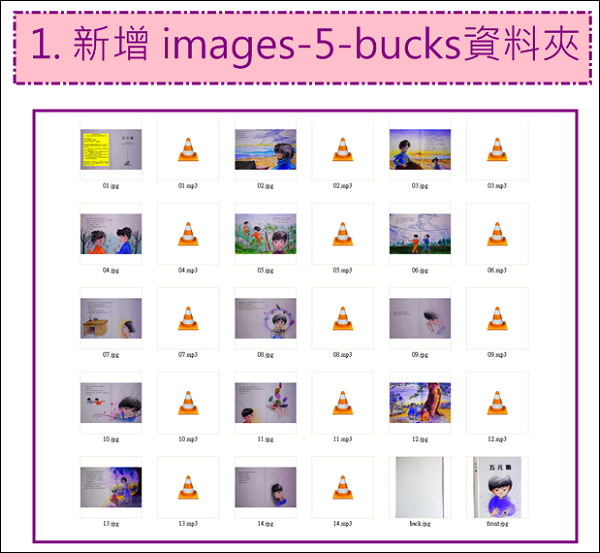 1. 新增 images-5-bucks資料夾
01.jpg 01.mp3 02.jpg 02.mp3 03.jpg 03.mp3
04.jpg 04.mp3 05.jpg 05.mp3 06.jpg 06.mp3
07.jpg 07.mp3 08.jpg 08.mp3 09.jpg 09.mp3
10.jpg 10.mp3 11.jpg 11.mp3 12.jpg 12.mp3
五元
13.jpg 13.mp3 14.jpg 14.mp3 back.jpg front.jpg